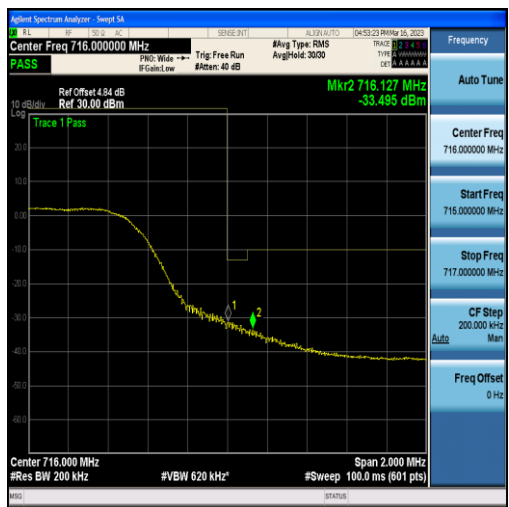 Agilent Spectrum Analyzer - Swept SA
RL RF 50 Ω AC SENSE:INT ALIGN AUTO 04:53:23 PM Mar 16, 2023
Center Freq 716.000000 MHz
PASS
PNO: Wide
IFGain:Low
Trig: Free Run
#Atten: 40 dB
#Avg Type: RMS
Avg|Hold: 30/30
TRACE 1 2 3 4 5 6
TYPE
DET A A A A A A
Ref Offset 4.84 dB
10 dB/div Ref 30.00 dBm
Log
Mkr2 716.127 MHz
-33.495 dBm
Trace 1 Pass
20.0
10.0
0.00
-10.0
-20.0
-30.0
-40.0
-50.0
-60.0
1
2
Center 716.000 MHz
Span 2.000 MHz
#Res BW 200 kHz
#VBW 620 kHz*
#Sweep 100.0 ms (601 pts)
MSG
STATUS
Frequency
Auto Tune
Center Freq
716.000000 MHz
Start Freq
715.000000 MHz
Stop Freq
717.000000 MHz
CF Step
200.000 kHz
Auto Man
Freq Offset
0 Hz